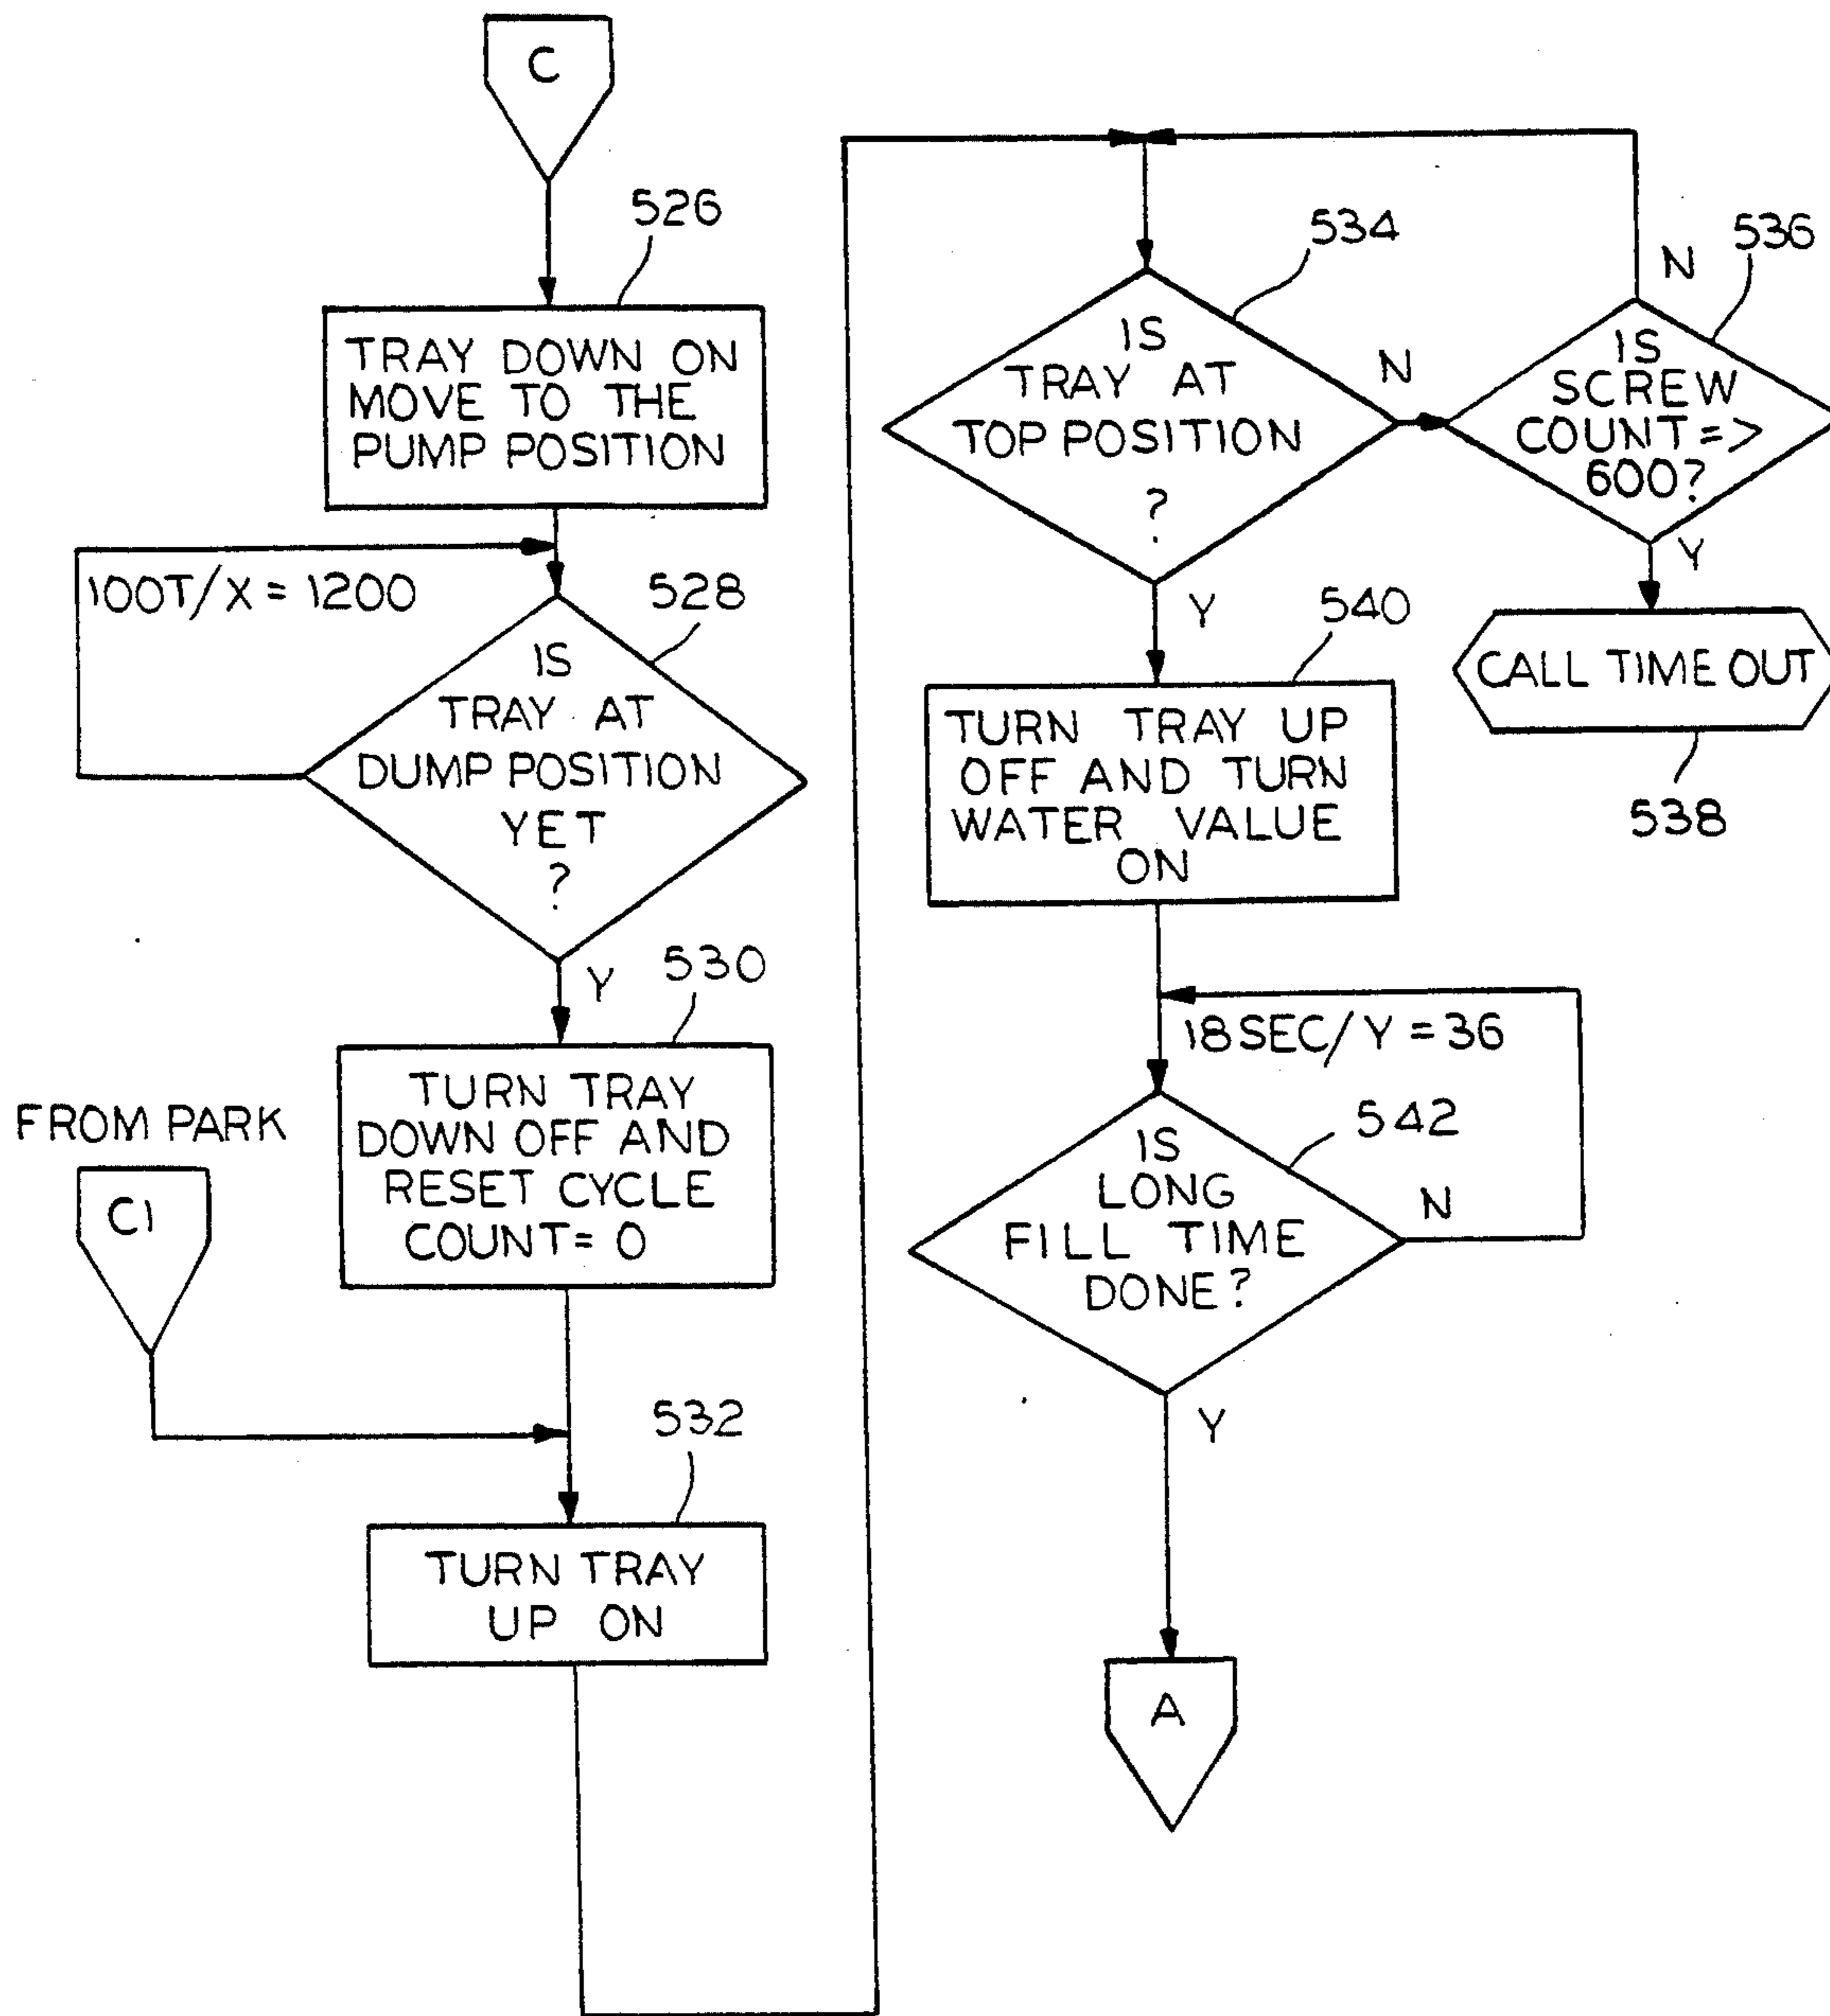 C
526
TRAY DOWN ON
MOVE TO THE
PUMP POSITION
100T/X = 1200
528
IS
TRAY AT
DUMP POSITION
YET
?
Y
530
TURN TRAY
DOWN OFF AND
RESET CYCLE
COUNT= 0
FROM PARK
C1
532
TURN TRAY
UP ON
534
IS
TRAY AT
TOP POSITION
?
N
Y
536
N
IS
SCREW
COUNT =>
600?
Y
CALL TIME OUT
538
540
TURN TRAY UP
OFF AND TURN
WATER VALUE
ON
18SEC/Y = 36
542
IS
LONG
FILL TIME
DONE?
N
Y
A